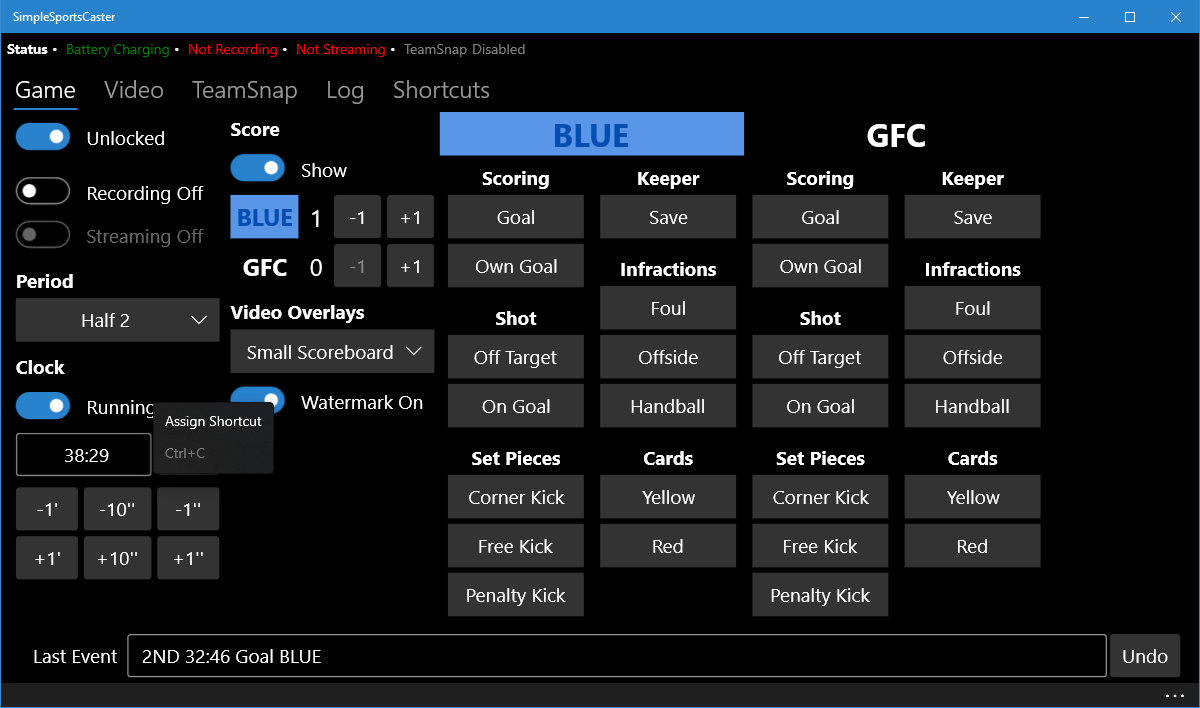 SimpleSportsCaster
Status • Battery Charging • Not Recording • Not Streaming • TeamSnap Disabled
Game Video TeamSnap Log Shortcuts
Unlocked
Recording Off
Streaming Off
Period
Half 2
Clock
Running
38:29
-1' -10'' -1''
+1' +10'' +1''
Score
Show
BLUE 1 -1 +1
GFC 0 -1 +1
Video Overlays
Small Scoreboard
Watermark On
Assign Shortcut
Ctrl+C
BLUE
Scoring
Goal
Own Goal
Shot
Off Target
On Goal
Set Pieces
Corner Kick
Free Kick
Penalty Kick
Keeper
Save
Infractions
Foul
Offside
Handball
Cards
Yellow
Red
GFC
Scoring
Goal
Own Goal
Shot
Off Target
On Goal
Set Pieces
Corner Kick
Free Kick
Penalty Kick
Keeper
Save
Infractions
Foul
Offside
Handball
Cards
Yellow
Red
Last Event 2ND 32:46 Goal BLUE Undo